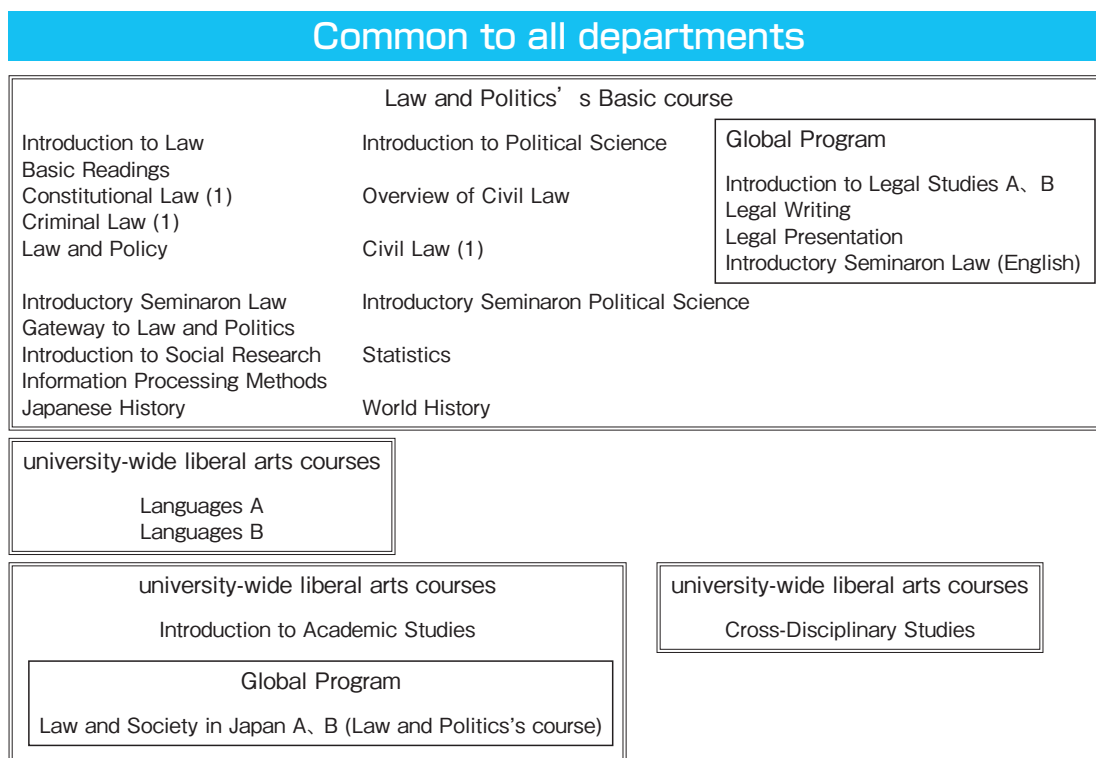 Common to all departments
Law and Politics’s Basic course
Introduction to Law
Introduction to Political Science
Basic Readings
Constitutional Law (1)
Overview of Civil Law
Criminal Law (1)
Law and Policy
Civil Law (1)
Global Program
Introduction to Legal Studies A、B
Legal Writing
Legal Presentation
Introductory Seminaron Law (English)
Introductory Seminaron Law
Introductory Seminaron Political Science
Gateway to Law and Politics
Introduction to Social Research
Statistics
Information Processing Methods
Japanese History
World History
university-wide liberal arts courses
Languages A
Languages B
university-wide liberal arts courses
Introduction to Academic Studies
Global Program
Law and Society in Japan A、B (Law and Politics's course)
university-wide liberal arts courses
Cross-Disciplinary Studies